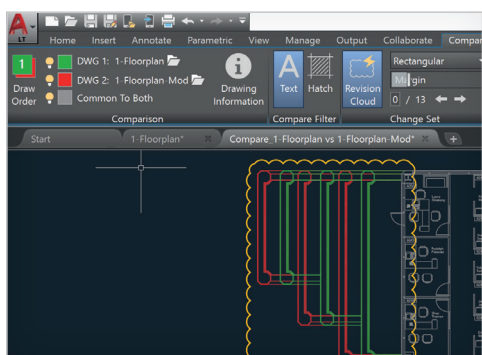 LT
Home Insert Annotate Parametric View Manage Output Collaborate Compar
1 DWG 1: 1-Floorplan
DWG 2: 1-Floorplan-Mod
Common To Both
Draw Order
Drawing Information
A
Text Hatch
Revision Cloud
Rectangular
Margin
0 / 13
Comparison Compare Filter Change Set
Start 1-Floorplan* Compare_1-Floorplan vs 1-Floorplan-Mod*